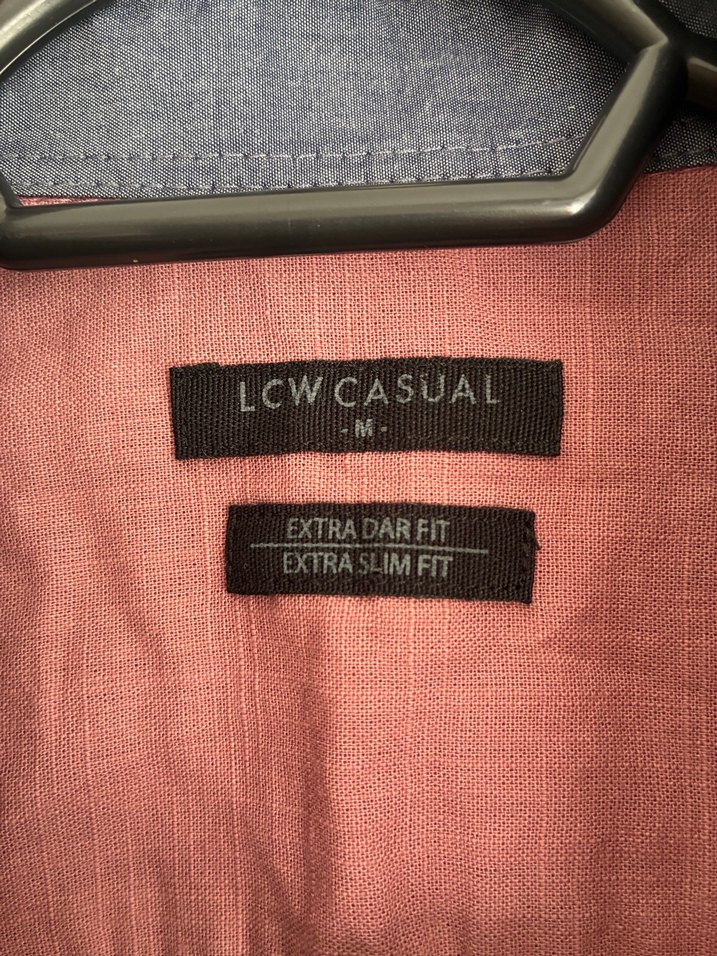 LCW CASUAL
- M -
EXTRA DAR FIT
EXTRA SLIM FIT